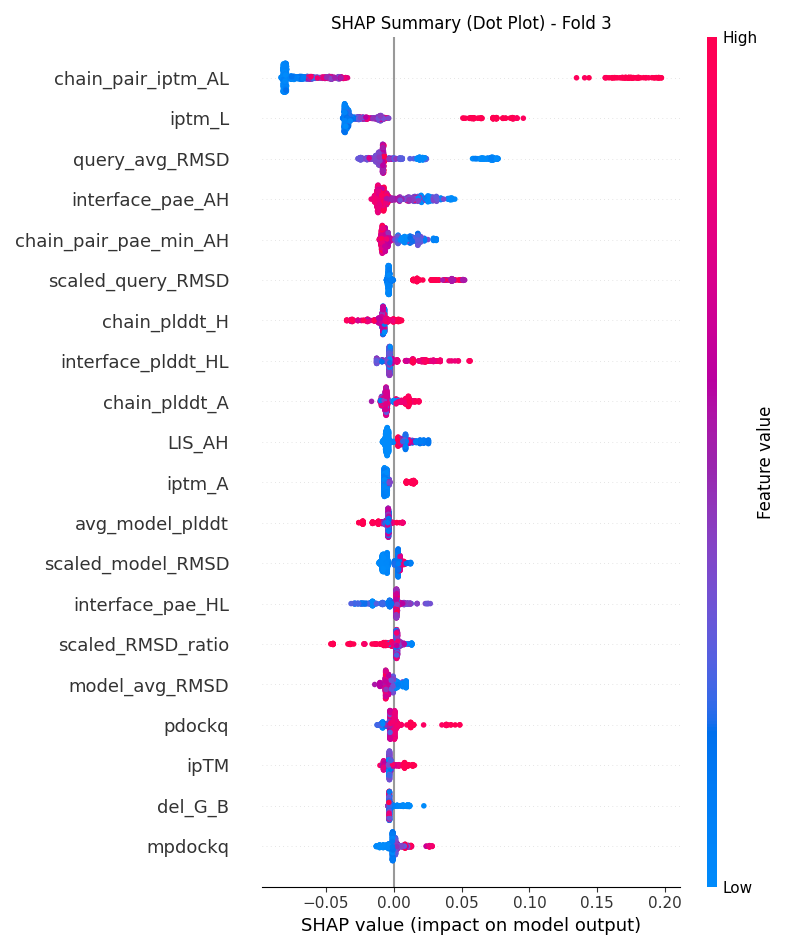 SHAP Summary (Dot Plot) - Fold 3
High
chain_pair_iptm_AL
iptm_L
query_avg_RMSD
interface_pae_AH
chain_pair_pae_min_AH
scaled_query_RMSD
chain_plddt_H
interface_plddt_HL
chain_plddt_A
LIS_AH
iptm_A
avg_model_plddt
scaled_model_RMSD
interface_pae_HL
scaled_RMSD_ratio
model_avg_RMSD
pdockq
ipTM
del_G_B
mpdockq
Feature value
Low
−0.05 0.00 0.05 0.10 0.15 0.20
SHAP value (impact on model output)